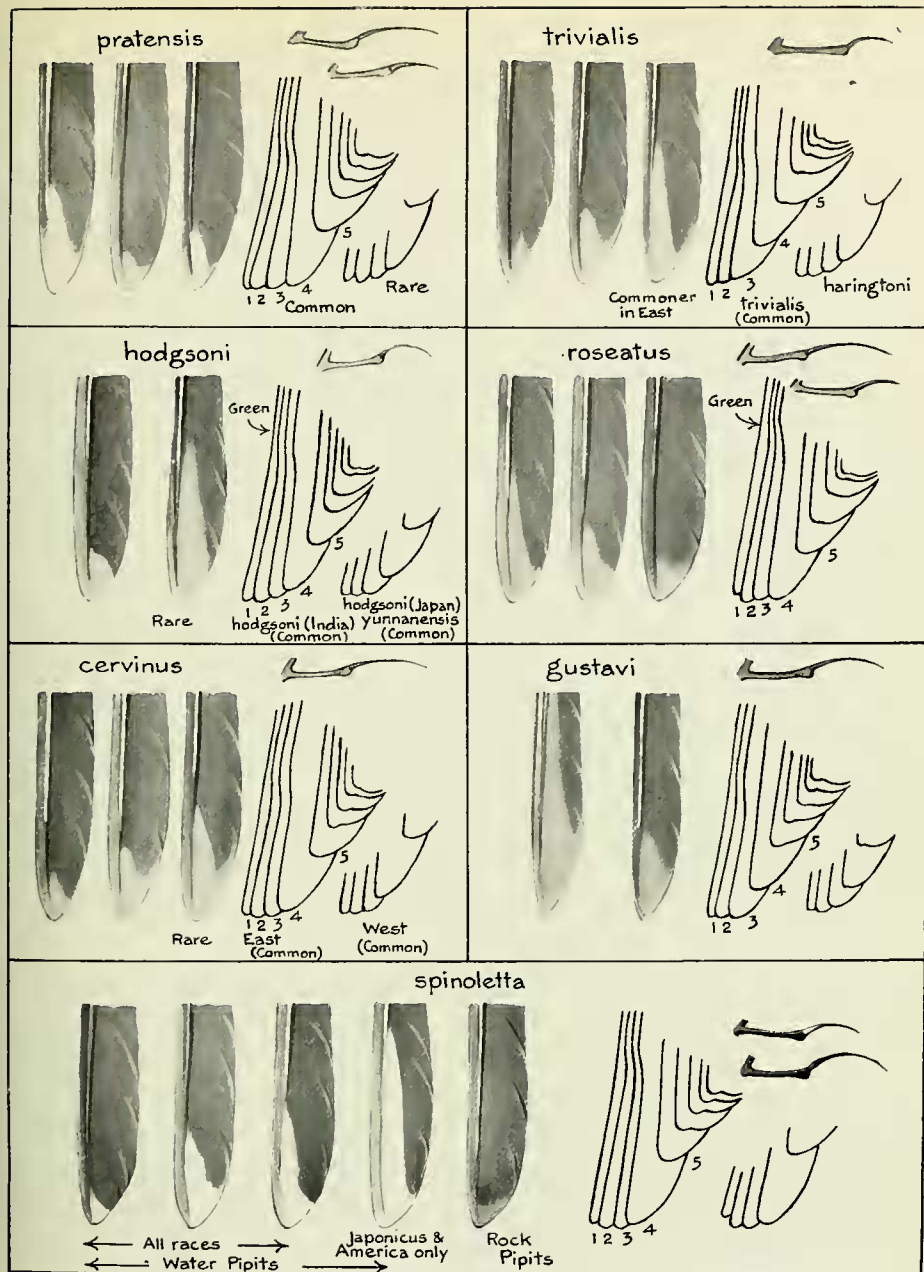 pratensis
1 2 3 4 5
Common
Rare
trivialis
Commoner
in East
1 2 3 4 5
trivialis
(Common)
haringtoni
hodgsoni
Green
Rare
1 2 3 4 5
hodgsoni (India)
(Common)
hodgsoni (Japan)
yunnanensis
(Common)
roseatus
Green
1 2 3 4 5
cervinus
Rare
1 2 3 4 5
East
(Common)
West
(Common)
gustavi
1 2 3 4 5
spinoletta
1 2 3 4 5
All races
Water Pipits
Japonicus &
America only
Rock
Pipits